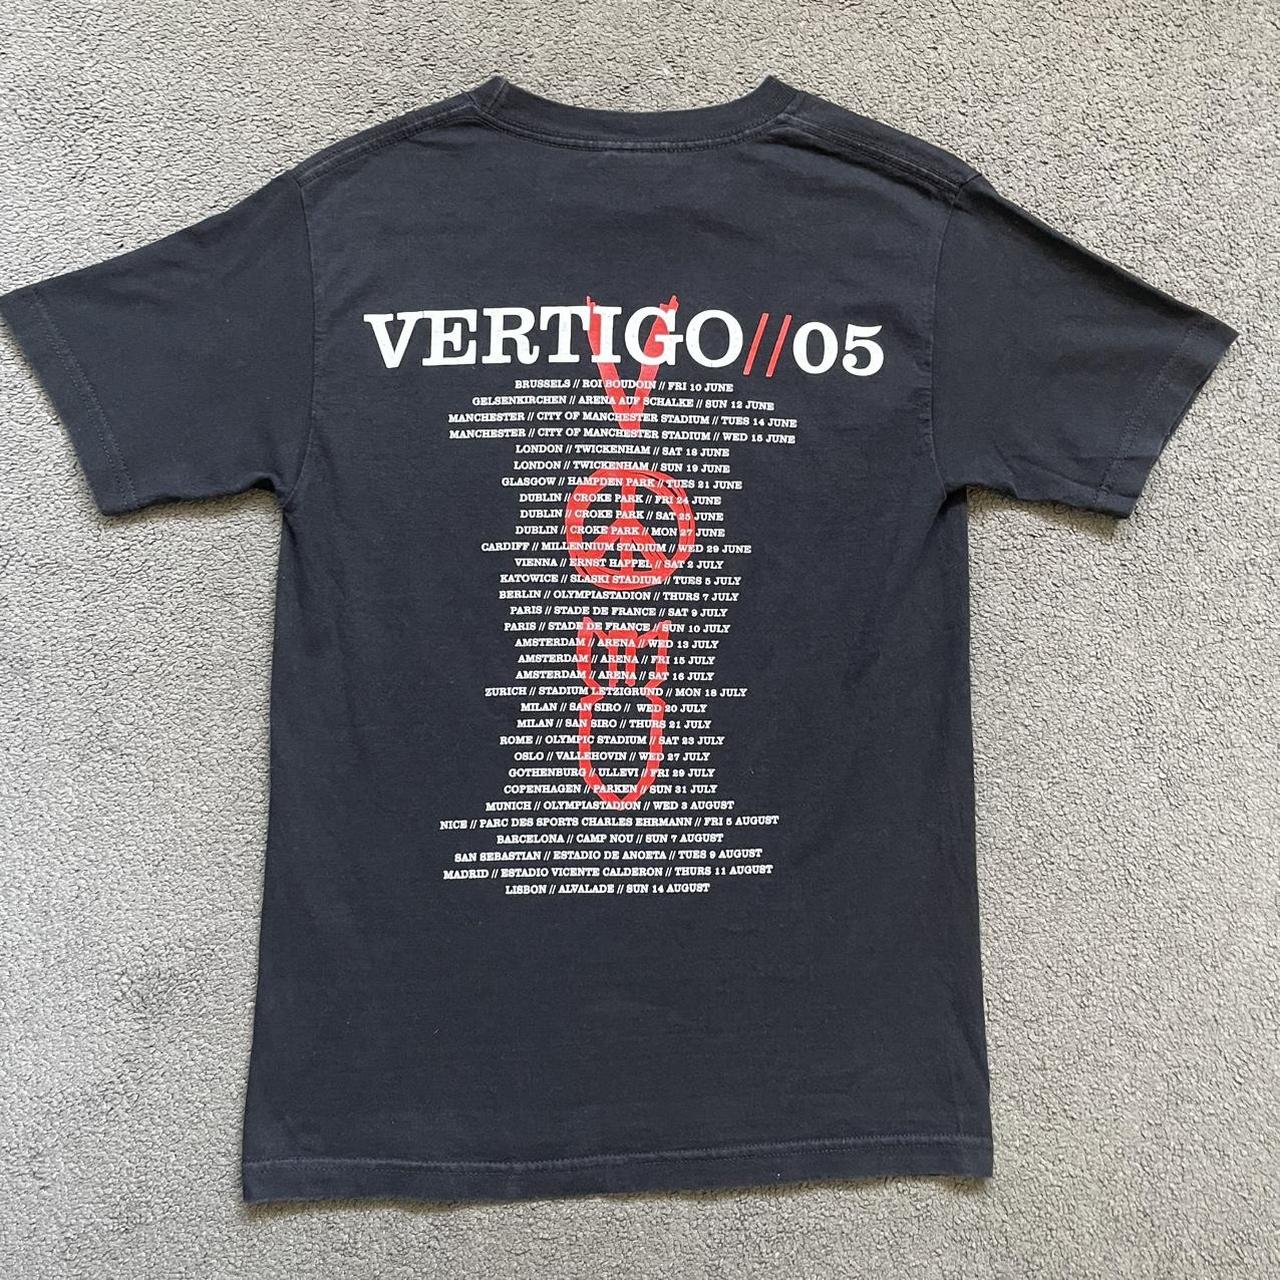 VERTIGO//05
BRUSSELS // ROI BOUDOIN // FRI 10 JUNE
GELSENKIRCHEN // ARENA AUF SCHALKE // SUN 12 JUNE
MANCHESTER // CITY OF MANCHESTER STADIUM // TUES 14 JUNE
MANCHESTER // CITY OF MANCHESTER STADIUM // WED 15 JUNE
LONDON // TWICKENHAM // SAT 18 JUNE
LONDON // TWICKENHAM // SUN 19 JUNE
GLASGOW // HAMPDEN PARK // TUES 21 JUNE
DUBLIN // CROKE PARK // FRI 24 JUNE
DUBLIN // CROKE PARK // SAT 25 JUNE
DUBLIN // CROKE PARK // MON 27 JUNE
CARDIFF // MILLENNIUM STADIUM // WED 29 JUNE
VIENNA // ERNST HAPPEL // SAT 2 JULY
KATOWICE // SLASKI STADIUM // TUES 5 JULY
BERLIN // OLYMPIASTADION // THURS 7 JULY
PARIS // STADE DE FRANCE // SAT 9 JULY
PARIS // STADE DE FRANCE // SUN 10 JULY
AMSTERDAM // ARENA // WED 13 JULY
AMSTERDAM // ARENA // FRI 15 JULY
AMSTERDAM // ARENA // SAT 16 JULY
ZURICH // STADIUM LETZIGRUND // MON 18 JULY
MILAN // SAN SIRO // WED 20 JULY
MILAN // SAN SIRO // THURS 21 JULY
ROME // OLYMPIC STADIUM // SAT 23 JULY
OSLO // VALLEHOVIN // WED 27 JULY
GOTHENBURG // ULLEVI // FRI 29 JULY
COPENHAGEN // PARKEN // SUN 31 JULY
MUNICH // OLYMPIASTADION // WED 3 AUGUST
NICE // PARC DES SPORTS CHARLES EHRMANN // FRI 5 AUGUST
BARCELONA // CAMP NOU // SUN 7 AUGUST
SAN SEBASTIAN // ESTADIO DE ANOETA // TUES 9 AUGUST
MADRID // ESTADIO VICENTE CALDERON // THURS 11 AUGUST
LISBON // ALVALADE // SUN 14 AUGUST